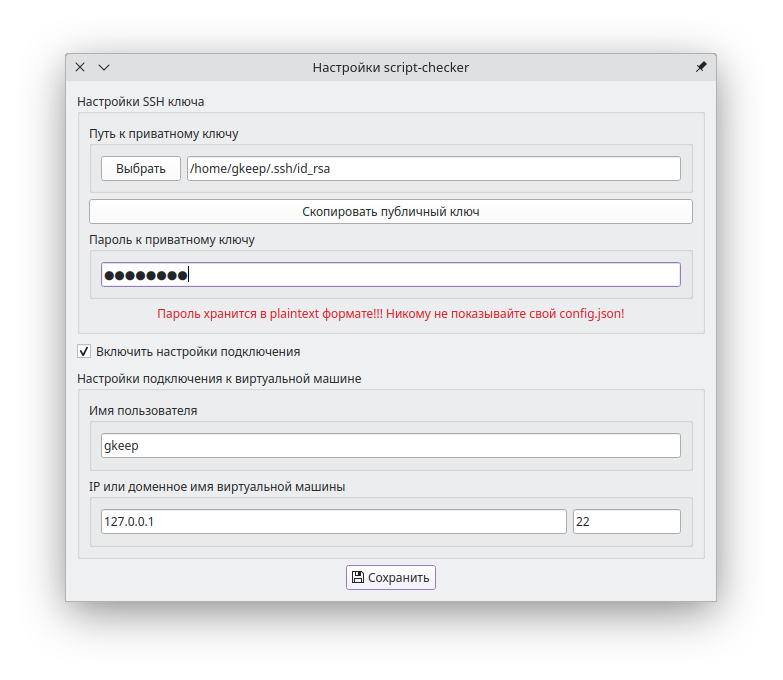 Настройки script-checker
Настройки SSH ключа
Путь к приватному ключу
Выбрать /home/gkeep/.ssh/id_rsa
Скопировать публичный ключ
Пароль к приватному ключу
●●●●●●●●
Пароль хранится в plaintext формате!!! Никому не показывайте свой config.json!
Включить настройки подключения
Настройки подключения к виртуальной машине
Имя пользователя
gkeep
IP или доменное имя виртуальной машины
127.0.0.1 22
Сохранить